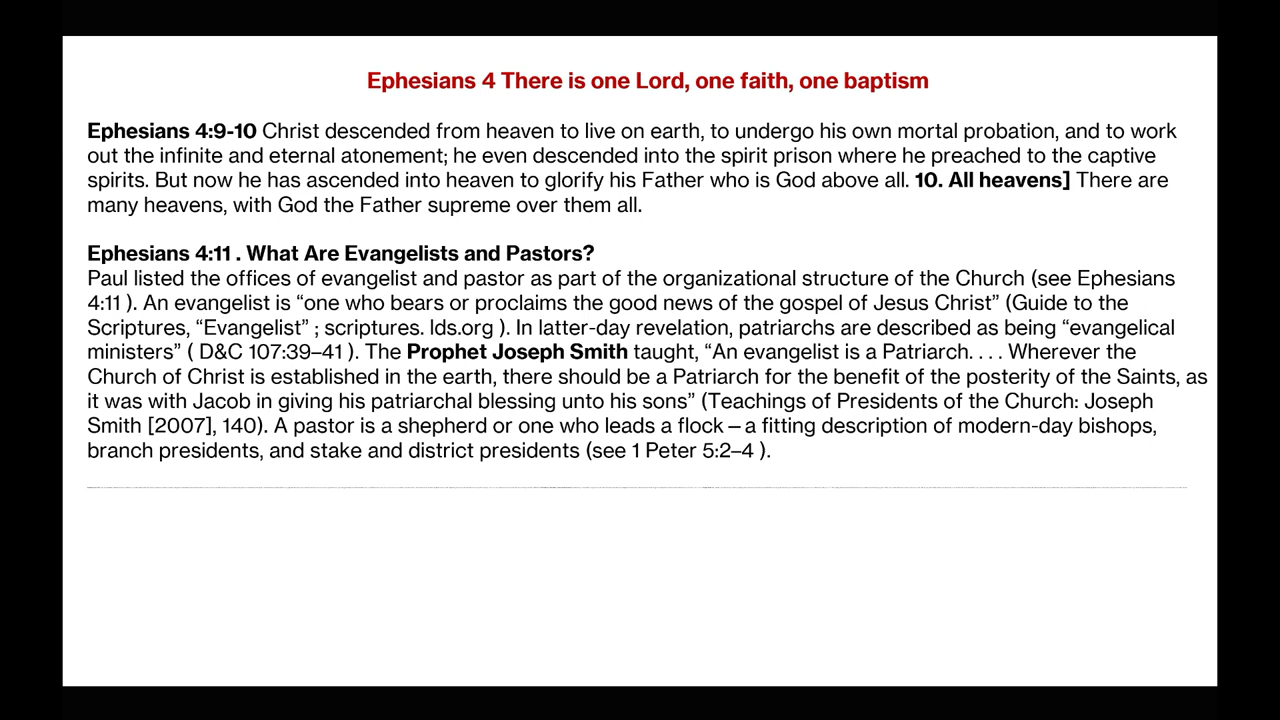 Ephesians 4 There is one Lord, one faith, one baptism
Ephesians 4:9-10 Christ descended from heaven to live on earth, to undergo his own mortal probation, and to work
out the infinite and eternal atonement; he even descended into the spirit prison where he preached to the captive
spirits. But now he has ascended into heaven to glorify his Father who is God above all. 10. All heavens] There are
many heavens, with God the Father supreme over them all.
Ephesians 4:11 . What Are Evangelists and Pastors?
Paul listed the offices of evangelist and pastor as part of the organizational structure of the Church (see Ephesians
4:11 ). An evangelist is “one who bears or proclaims the good news of the gospel of Jesus Christ” (Guide to the
Scriptures, “Evangelist” ; scriptures. lds.org ). In latter-day revelation, patriarchs are described as being “evangelical
ministers” ( D&C 107:39–41 ). The Prophet Joseph Smith taught, “An evangelist is a Patriarch. . . . Wherever the
Church of Christ is established in the earth, there should be a Patriarch for the benefit of the posterity of the Saints, as
it was with Jacob in giving his patriarchal blessing unto his sons” (Teachings of Presidents of the Church: Joseph
Smith [2007], 140). A pastor is a shepherd or one who leads a flock – a fitting description of modern-day bishops,
branch presidents, and stake and district presidents (see 1 Peter 5:2–4 ).